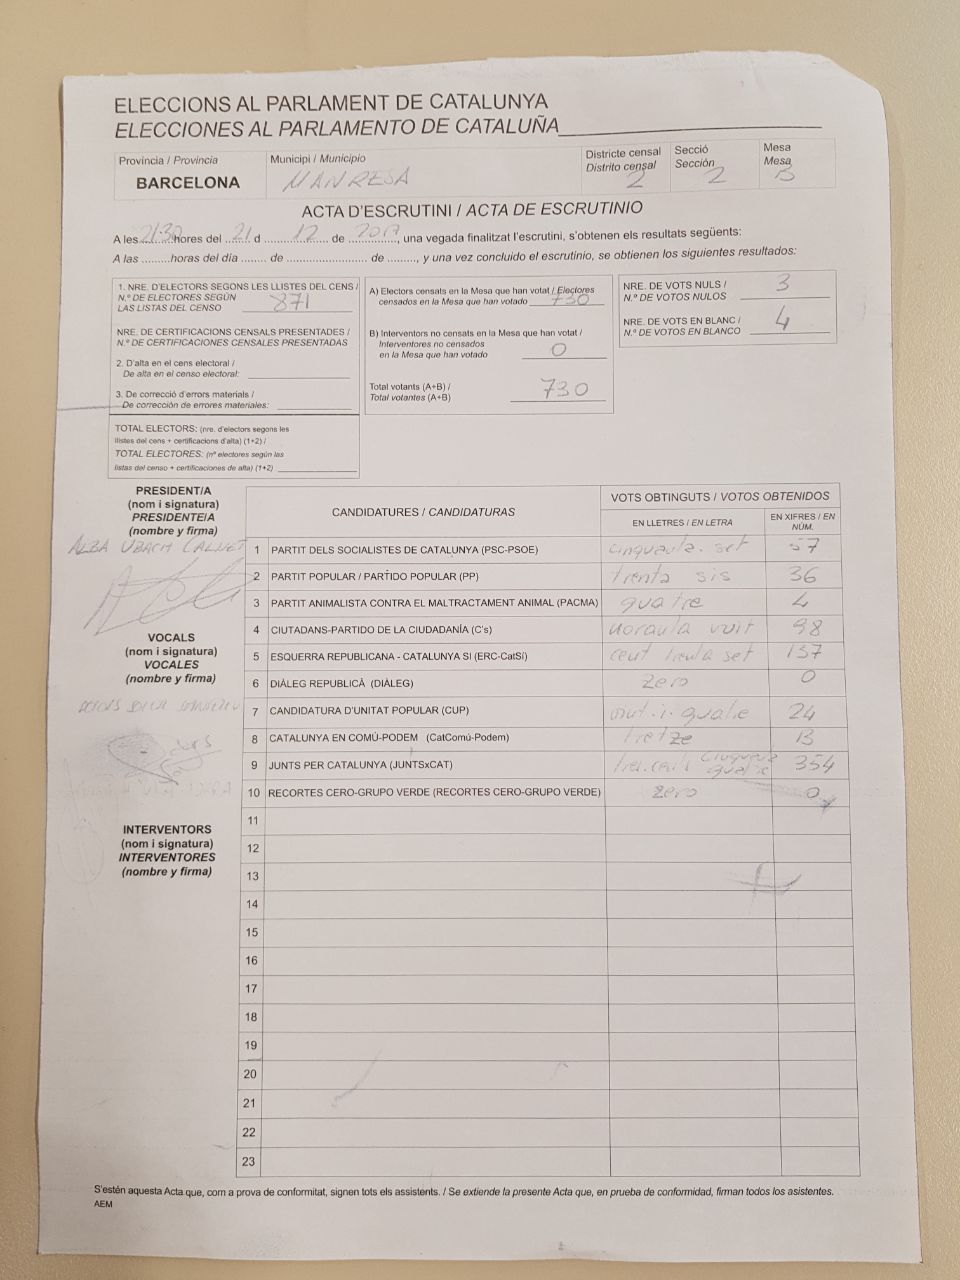 ELECCIONS AL PARLAMENT DE CATALUNYA
ELECCIONES AL PARLAMENTO DE CATALUÑA
Provincia / Provincia
BARCELONA
Municipi / Municipio
MANRESA
Districte censal
Distrito censal
2
Secció
Sección
2
Mesa
Mesa
B
ACTA D'ESCRUTINI / ACTA DE ESCRUTINIO
A les 21:30 hores del 21 d 12 de 2017, una vegada finalitzat l'escrutini, s'obtenen els resultats següents:
A las .........horas del día ....... de ....................... de ........, y una vez concluido el escrutinio, se obtienen los siguientes resultados:
1. NRE. D'ELECTORS SEGONS LES LLISTES DEL CENS /
N.º DE ELECTORES SEGÚN
LAS LISTAS DEL CENSO 871
NRE. DE CERTIFICACIONS CENSALS PRESENTADES /
N.º DE CERTIFICACIONES CENSALES PRESENTADAS
2. D'alta en el cens electoral /
De alta en el censo electoral:
3. De correcció d'errors materials /
De corrección de errores materiales:
TOTAL ELECTORS: (nre. d'electors segons les
llistes del cens + certificacions d'alta) (1+2) /
TOTAL ELECTORES: (nº electores según las
listas del censo + certificaciones de alta) (1+2)
A) Electors censats en la Mesa que han votat / Electores
censados en la Mesa que han votado 730
B) Interventors no censats en la Mesa que han votat /
Interventores no censados
en la Mesa que han votado 0
Total votants (A+B) /
Total votantes (A+B) 730
NRE. DE VOTS NULS /
N.º DE VOTOS NULOS 3
NRE. DE VOTS EN BLANC /
N.º DE VOTOS EN BLANCO 4
PRESIDENT/A
(nom i signatura)
PRESIDENTE/A
(nombre y firma)
ALBA UBACH CALVET
VOCALS
(nom i signatura)
VOCALES
(nombre y firma)
INTERVENTORS
(nom i signatura)
INTERVENTORES
(nombre y firma)
CANDIDATURES / CANDIDATURAS
VOTS OBTINGUTS / VOTOS OBTENIDOS
EN LLETRES / EN LETRA
EN XIFRES / EN NÚM.
1 PARTIT DELS SOCIALISTES DE CATALUNYA (PSC-PSOE) cinquanta-set 57
2 PARTIT POPULAR / PARTIDO POPULAR (PP) trenta sis 36
3 PARTIT ANIMALISTA CONTRA EL MALTRACTAMENT ANIMAL (PACMA) quatre 4
4 CIUTADANS-PARTIDO DE LA CIUDADANÍA (C's) noranta vuit 98
5 ESQUERRA REPUBLICANA - CATALUNYA SI (ERC-CatSí) cent trenta set 137
6 DIÀLEG REPUBLICÀ (DIÀLEG) zero 0
7 CANDIDATURA D'UNITAT POPULAR (CUP) vint-i-quatre 24
8 CATALUNYA EN COMÚ-PODEM (CatComú-Podem) tretze 13
9 JUNTS PER CATALUNYA (JUNTSxCAT) tres-cents cinquanta quatre 354
10 RECORTES CERO-GRUPO VERDE (RECORTES CERO-GRUPO VERDE) zero 0
11
12
13
14
15
16
17
18
19
20
21
22
23
S'estén aquesta Acta que, com a prova de conformitat, signen tots els assistents. / Se extiende la presente Acta que, en prueba de conformidad, firman todos los asistentes.
AEM